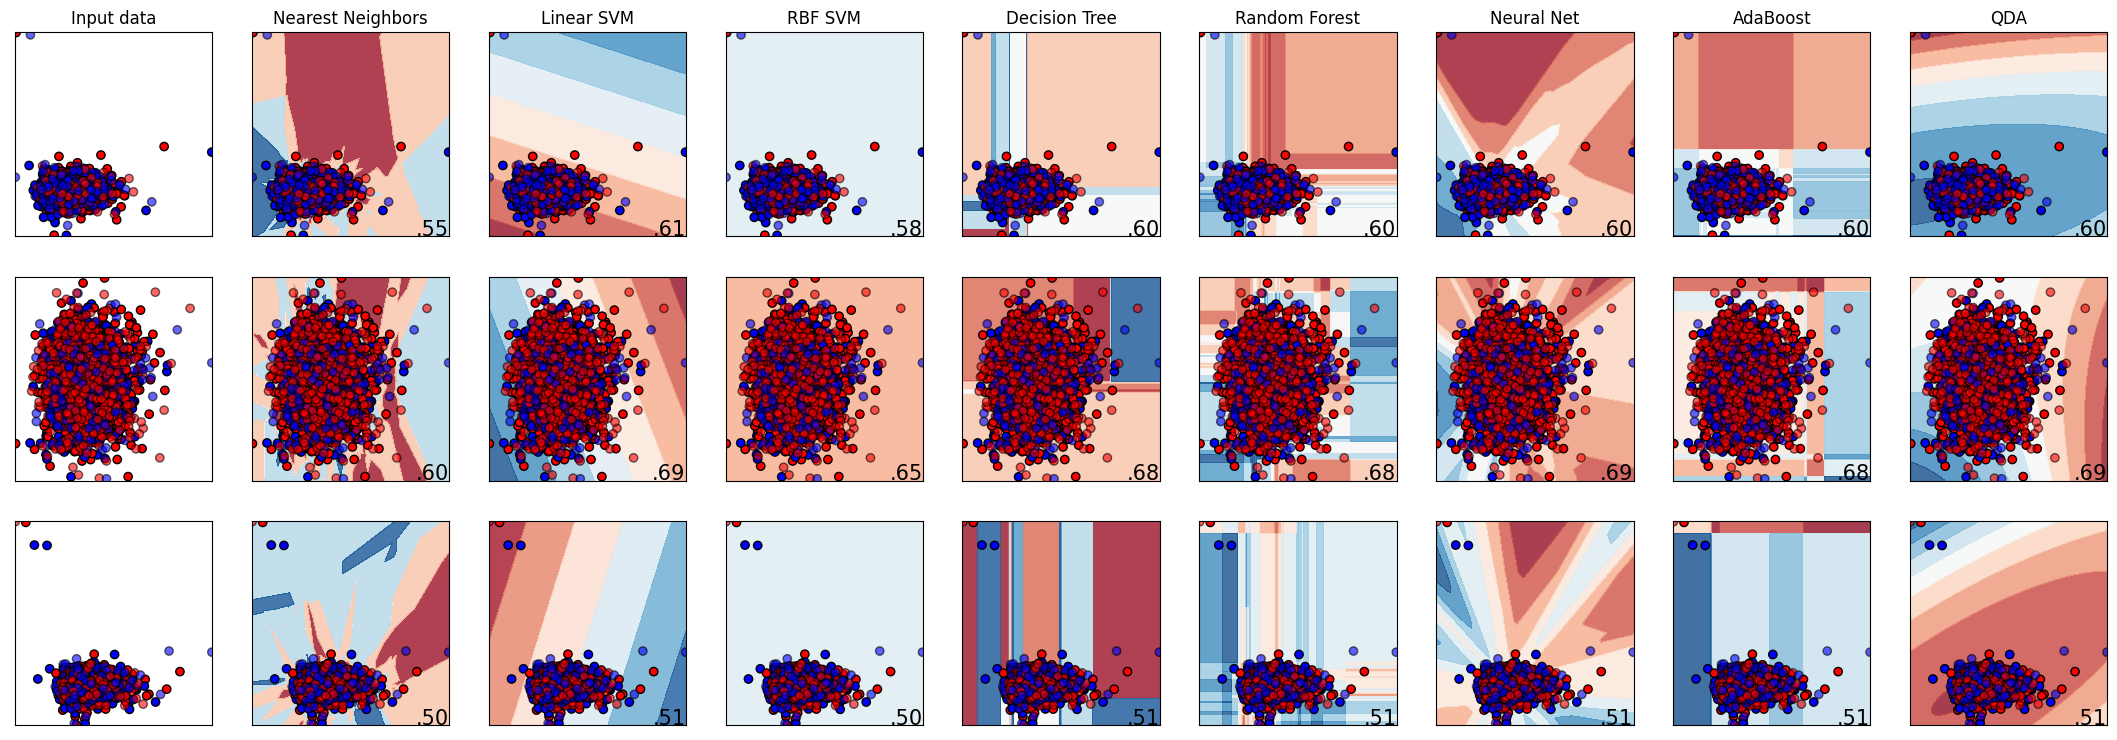 Input data
Nearest Neighbors
Linear SVM
RBF SVM
Decision Tree
Random Forest
Neural Net
AdaBoost
QDA
.55
.61
.58
.60
.60
.60
.60
.60
.60
.69
.65
.68
.68
.69
.68
.69
.50
.51
.50
.51
.51
.51
.51
.51